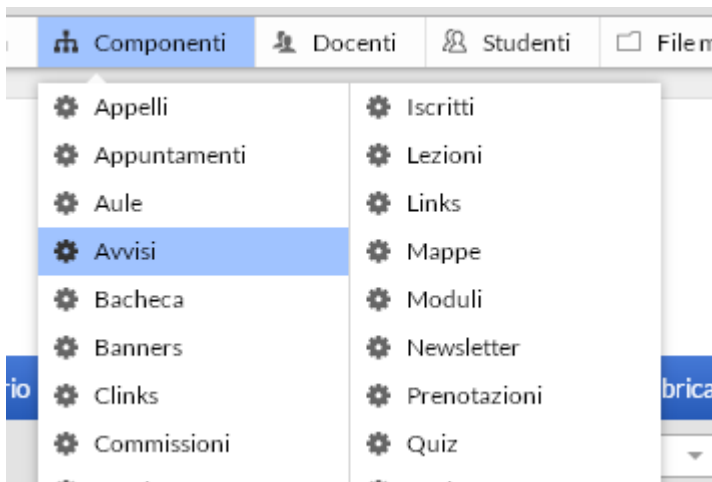 Componenti
Docenti
Studenti
File
Appelli
Appuntamenti
Aule
Avvisi
Bacheca
Banners
Clinks
Commissioni
Iscritti
Lezioni
Links
Mappe
Moduli
Newsletter
Prenotazioni
Quiz